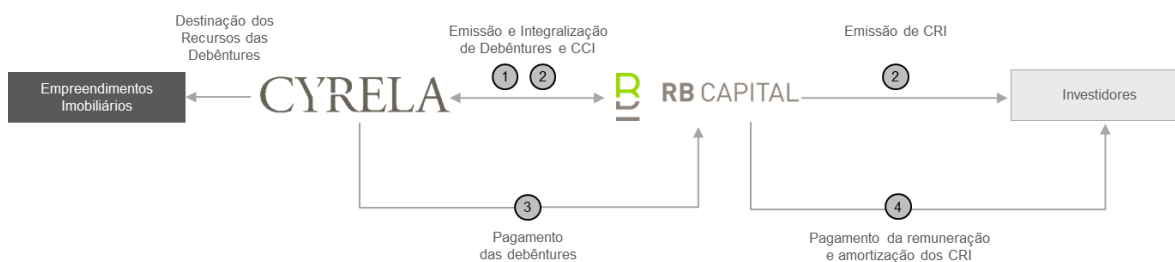 Destinação dos
Recursos das
Debêntures
Emissão e Integralização
de Debêntures e CCI
Emissão de CRI
1
2
2
Empreendimentos
Imobiliários
CYRELA
RB CAPITAL
Investidores
3
4
Pagamento
das debêntures
Pagamento da remuneração
e amortização dos CRI